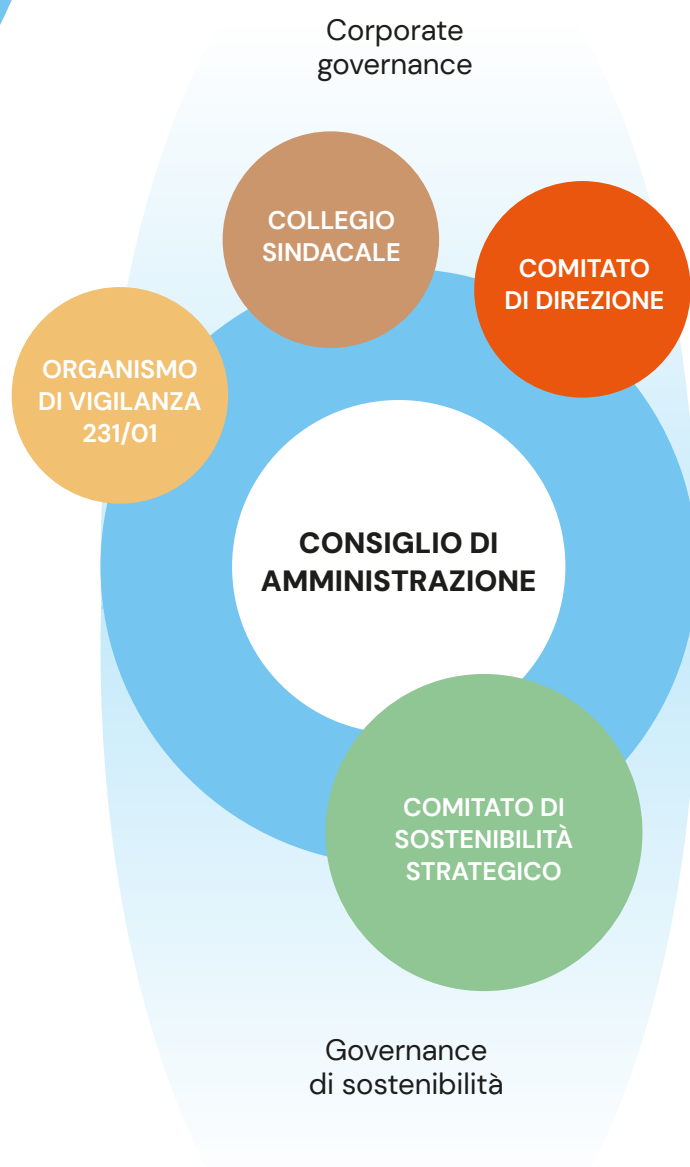 Corporate
governance
COLLEGIO
SINDACALE
COMITATO
DI DIREZIONE
ORGANISMO
DI VIGILANZA
231/01
CONSIGLIO DI
AMMINISTRAZIONE
COMITATO DI
SOSTENIBILITÀ
STRATEGICO
Governance
di sostenibilità